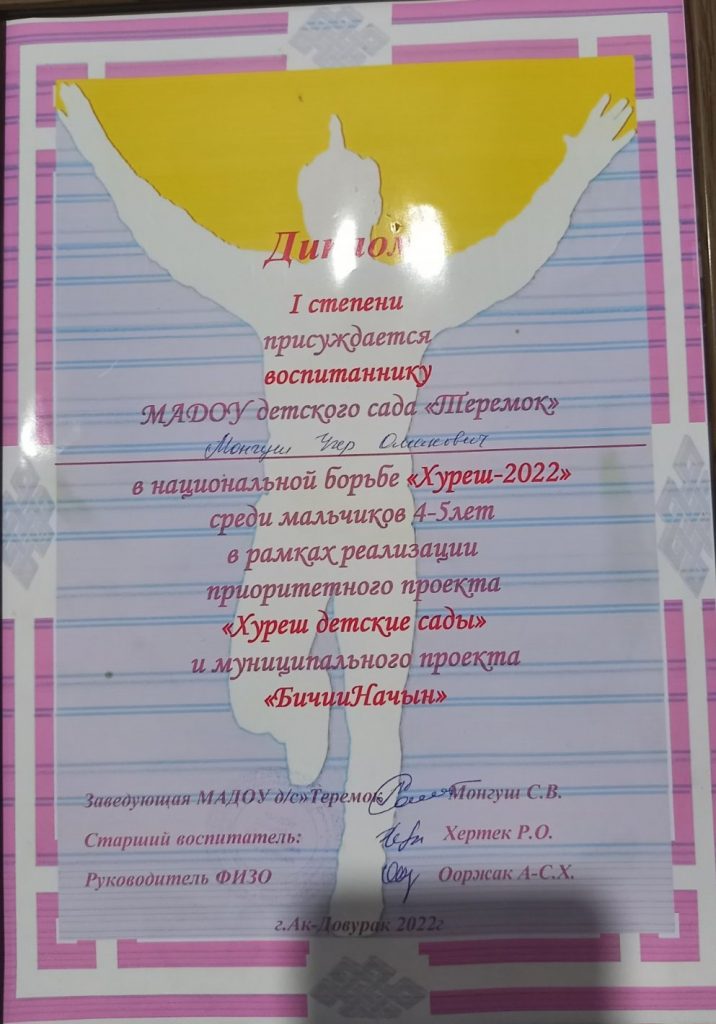 Диплом
I степени
присуждается
воспитаннику
МАДОУ детского сада «Теремок»
Монгуш Угер Олчикович
в национальной борьбе «Хуреш-2022»
среди мальчиков 4-5лет
в рамках реализации
приоритетного проекта
«Хуреш детские сады»
и муниципального проекта
«БичииНачын»
Заведующая МАДОУ д/с»Теремок Монгуш С.В.
Старший воспитатель: Хертек Р.О.
Руководитель ФИЗО Ооржак А-С.Х.
г.Ак-Довурак 2022г